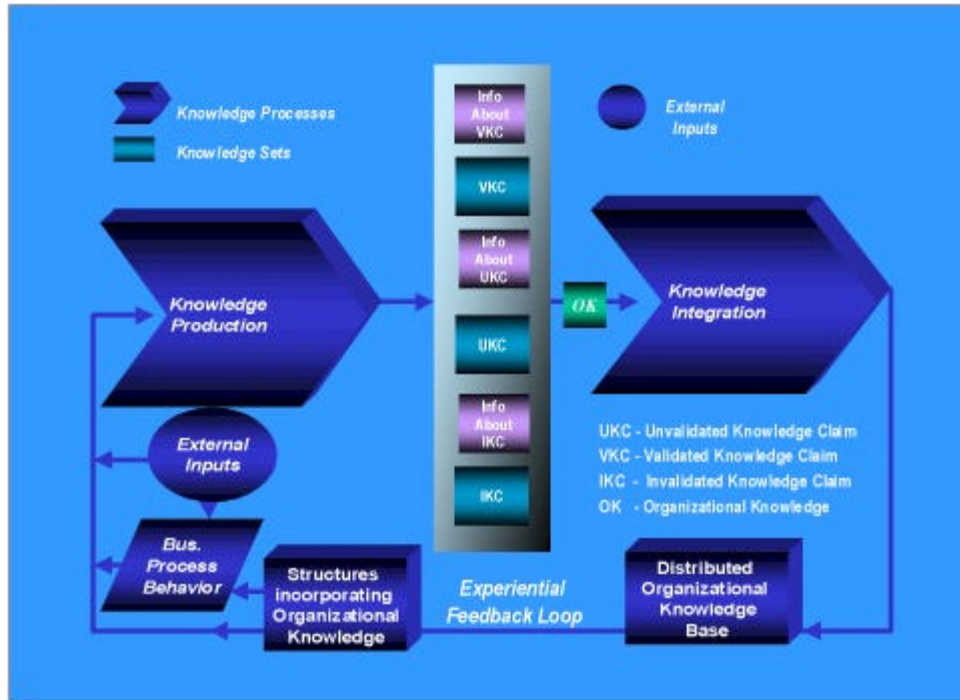 Knowledge Processes
Knowledge Sets
Info
About
VKC
VKC
Info
About
UKC
UKC
Info
About
IKC
IKC
External
Inputs
Knowledge
Production
OK
Knowledge
Integration
External
Inputs
Bus.
Process
Behavior
Structures
incorporating
Organizational
Knowledge
Experiential
Feedback Loop
Distributed
Organizational
Knowledge
Base
UKC - Unvalidated Knowledge Claim
VKC - Validated Knowledge Claim
IKC - Invalidated Knowledge Claim
OK - Organizational Knowledge